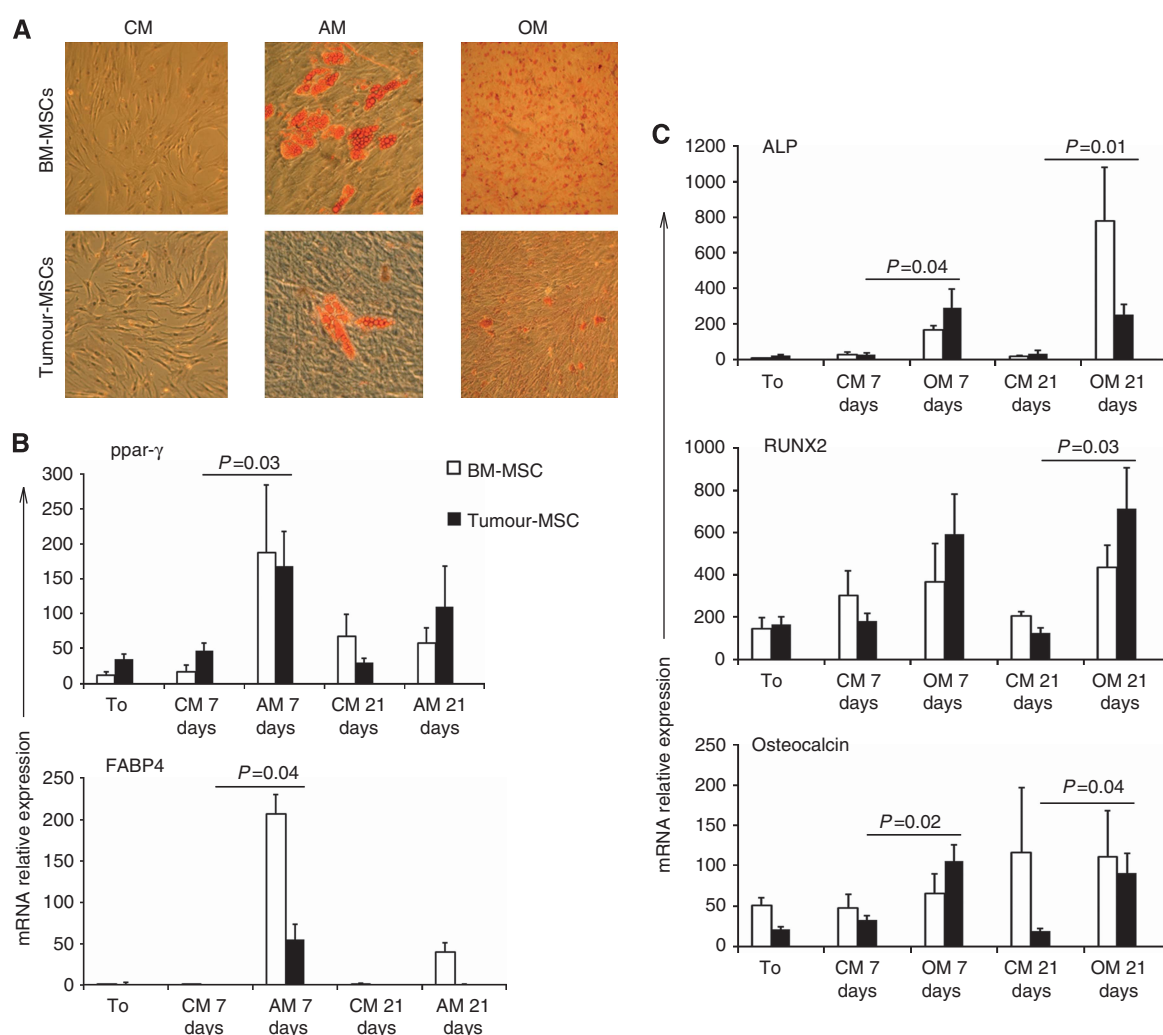 A
CM
AM
OM
BM-MSCs
Tumour-MSCs
B
ppar-γ
P=0.03
300
250
200
150
100
50
0
To
CM 7
days
AM 7
days
CM 21
days
AM 21
days
BM-MSC
Tumour-MSC
mRNA relative expression
FABP4
P=0.04
250
200
150
100
50
0
To
CM 7
days
AM 7
days
CM 21
days
AM 21
days
C
ALP
P=0.01
P=0.04
1200
1000
800
600
400
200
0
To
CM 7
days
OM 7
days
CM 21
days
OM 21
days
mRNA relative expression
RUNX2
P=0.03
1000
800
600
400
200
0
To
CM 7
days
OM 7
days
CM 21
days
OM 21
days
Osteocalcin
P=0.04
P=0.02
250
200
150
100
50
0
To
CM 7
days
OM 7
days
CM 21
days
OM 21
days